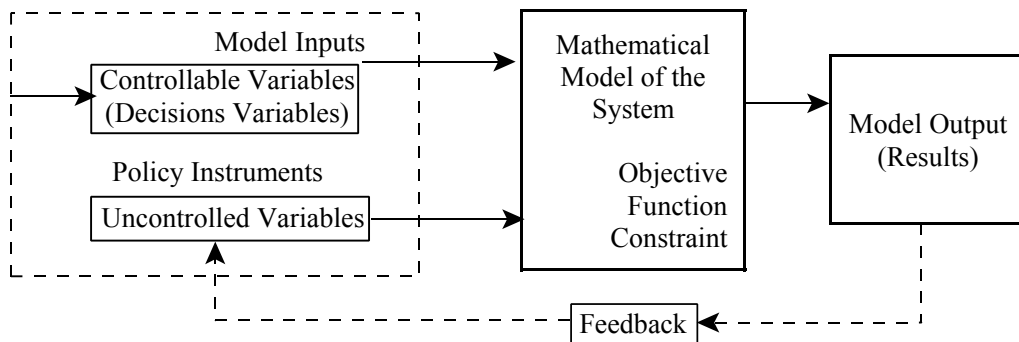 Model Inputs
Controllable Variables
(Decisions Variables)
Policy Instruments
Uncontrolled Variables
Mathematical
Model of the
System
Objective
Function
Constraint
Model Output
(Results)
Feedback